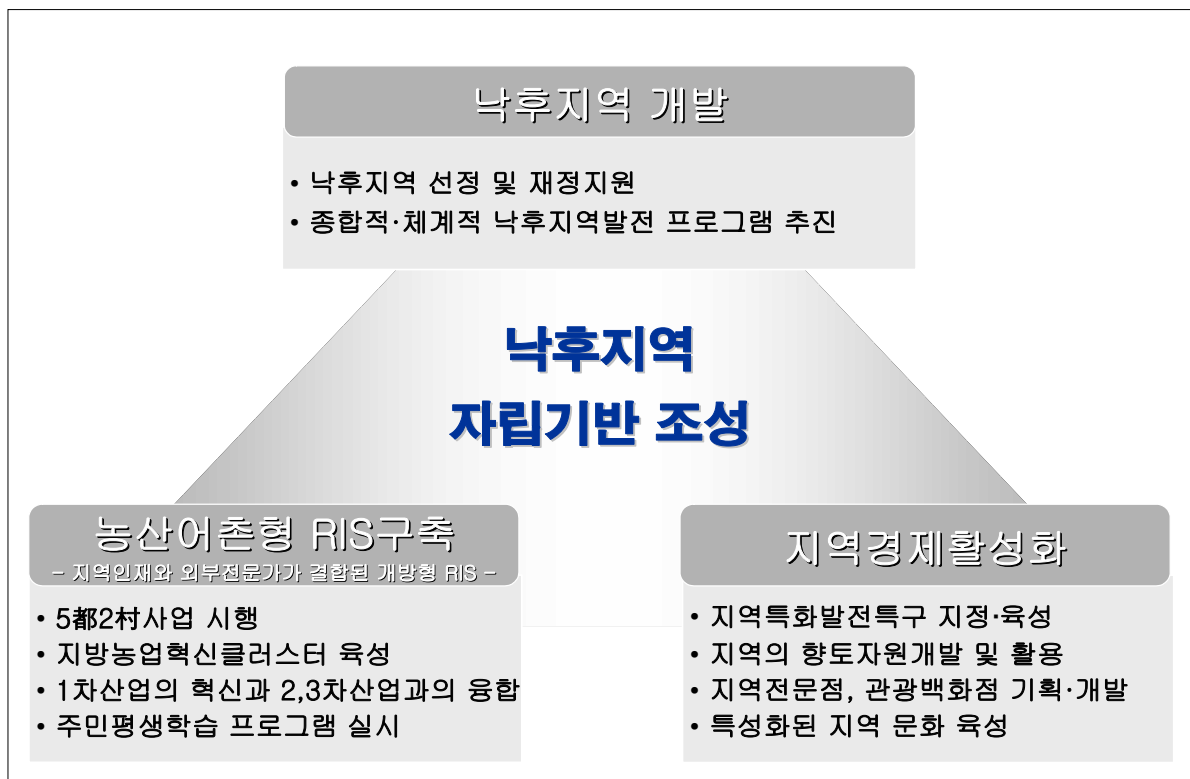 낙후지역 개발
• 낙후지역 선정 및 재정지원
• 종합적·체계적 낙후지역발전 프로그램 추진
낙후지역
자립기반 조성
농산어촌형 RIS구축
- 지역인재와 외부전문가가 결합된 개방형 RIS -
• 5都2村사업 시행
• 지방농업혁신클러스터 육성
• 1차산업의 혁신과 2,3차산업과의 융합
• 주민평생학습 프로그램 실시
지역경제활성화
• 지역특화발전특구 지정·육성
• 지역의 향토자원개발 및 활용
• 지역전문점, 관광백화점 기획·개발
• 특성화된 지역 문화 육성